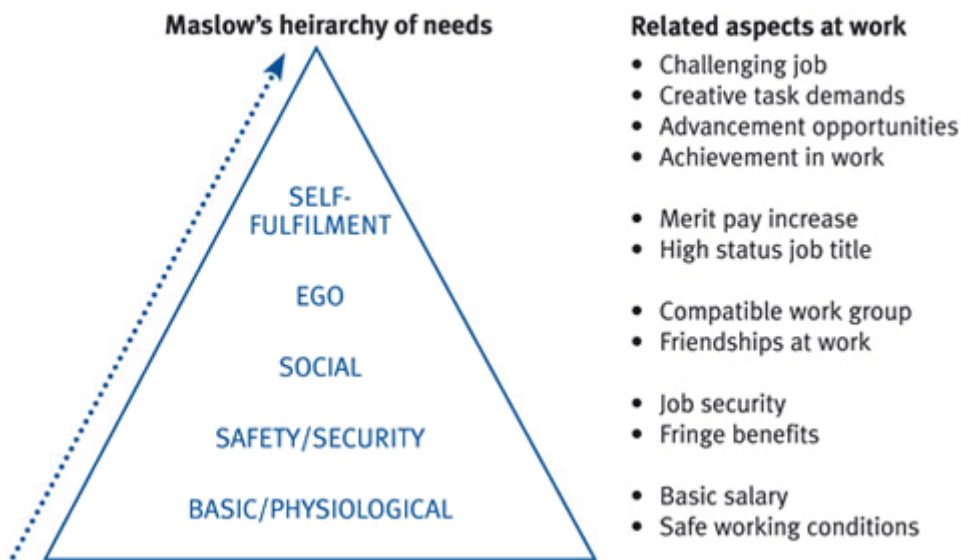 Maslow's heirarchy of needs
SELF-
FULFILMENT
EGO
SOCIAL
SAFETY/SECURITY
BASIC/PHYSIOLOGICAL
Related aspects at work
• Challenging job
• Creative task demands
• Advancement opportunities
• Achievement in work
• Merit pay increase
• High status job title
• Compatible work group
• Friendships at work
• Job security
• Fringe benefits
• Basic salary
• Safe working conditions